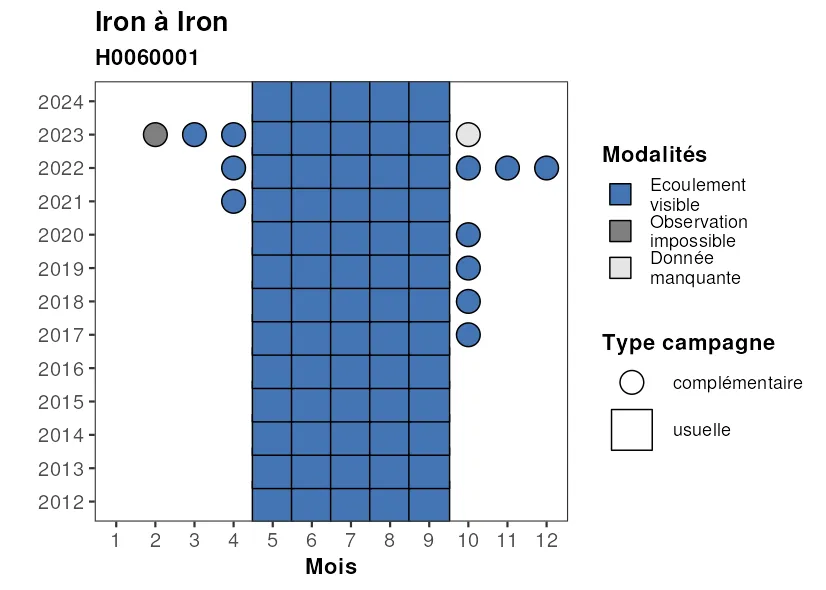 Iron à Iron
H0060001
2024
2023
2022
2021
2020
2019
2018
2017
2016
2015
2014
2013
2012
1 2 3 4 5 6 7 8 9 10 11 12
Mois
Modalités
Ecoulement
visible
Observation
impossible
Donnée
manquante
Type campagne
complémentaire
usuelle